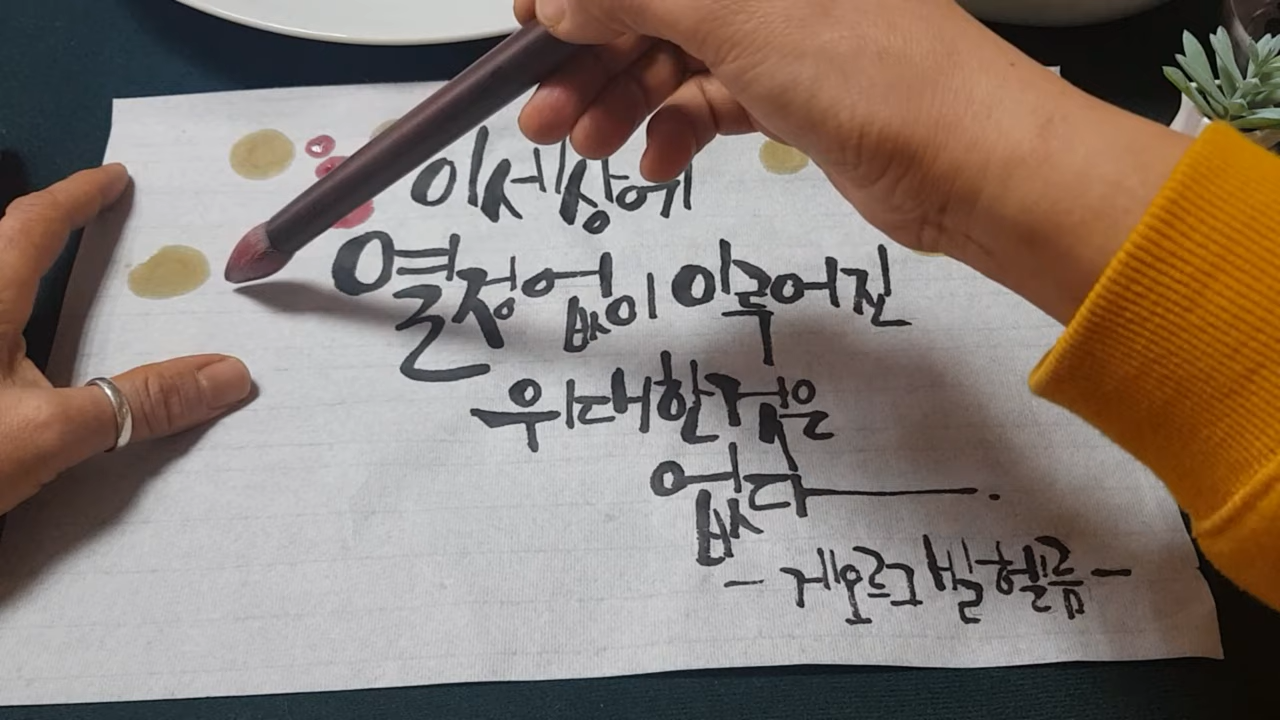 이 세상에
열정없이 이루어진
위대한 것은
없다.
- 게오르그 빌헬름 -